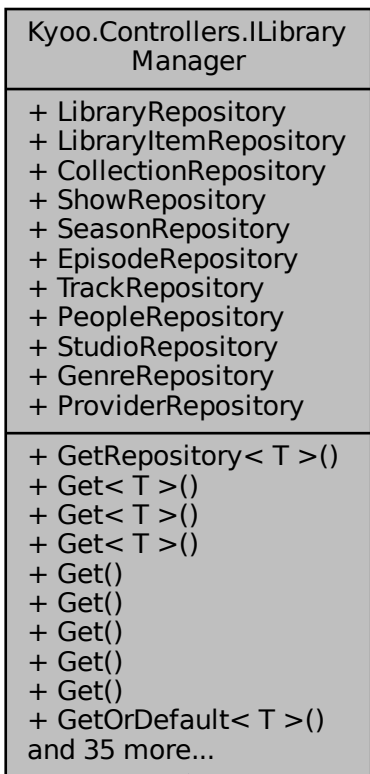 Kyoo.Controllers.ILibrary
Manager
+ LibraryRepository
+ LibraryItemRepository
+ CollectionRepository
+ ShowRepository
+ SeasonRepository
+ EpisodeRepository
+ TrackRepository
+ PeopleRepository
+ StudioRepository
+ GenreRepository
+ ProviderRepository
+ GetRepository< T >()
+ Get< T >()
+ Get< T >()
+ Get< T >()
+ Get()
+ Get()
+ Get()
+ Get()
+ Get()
+ GetOrDefault< T >()
and 35 more...